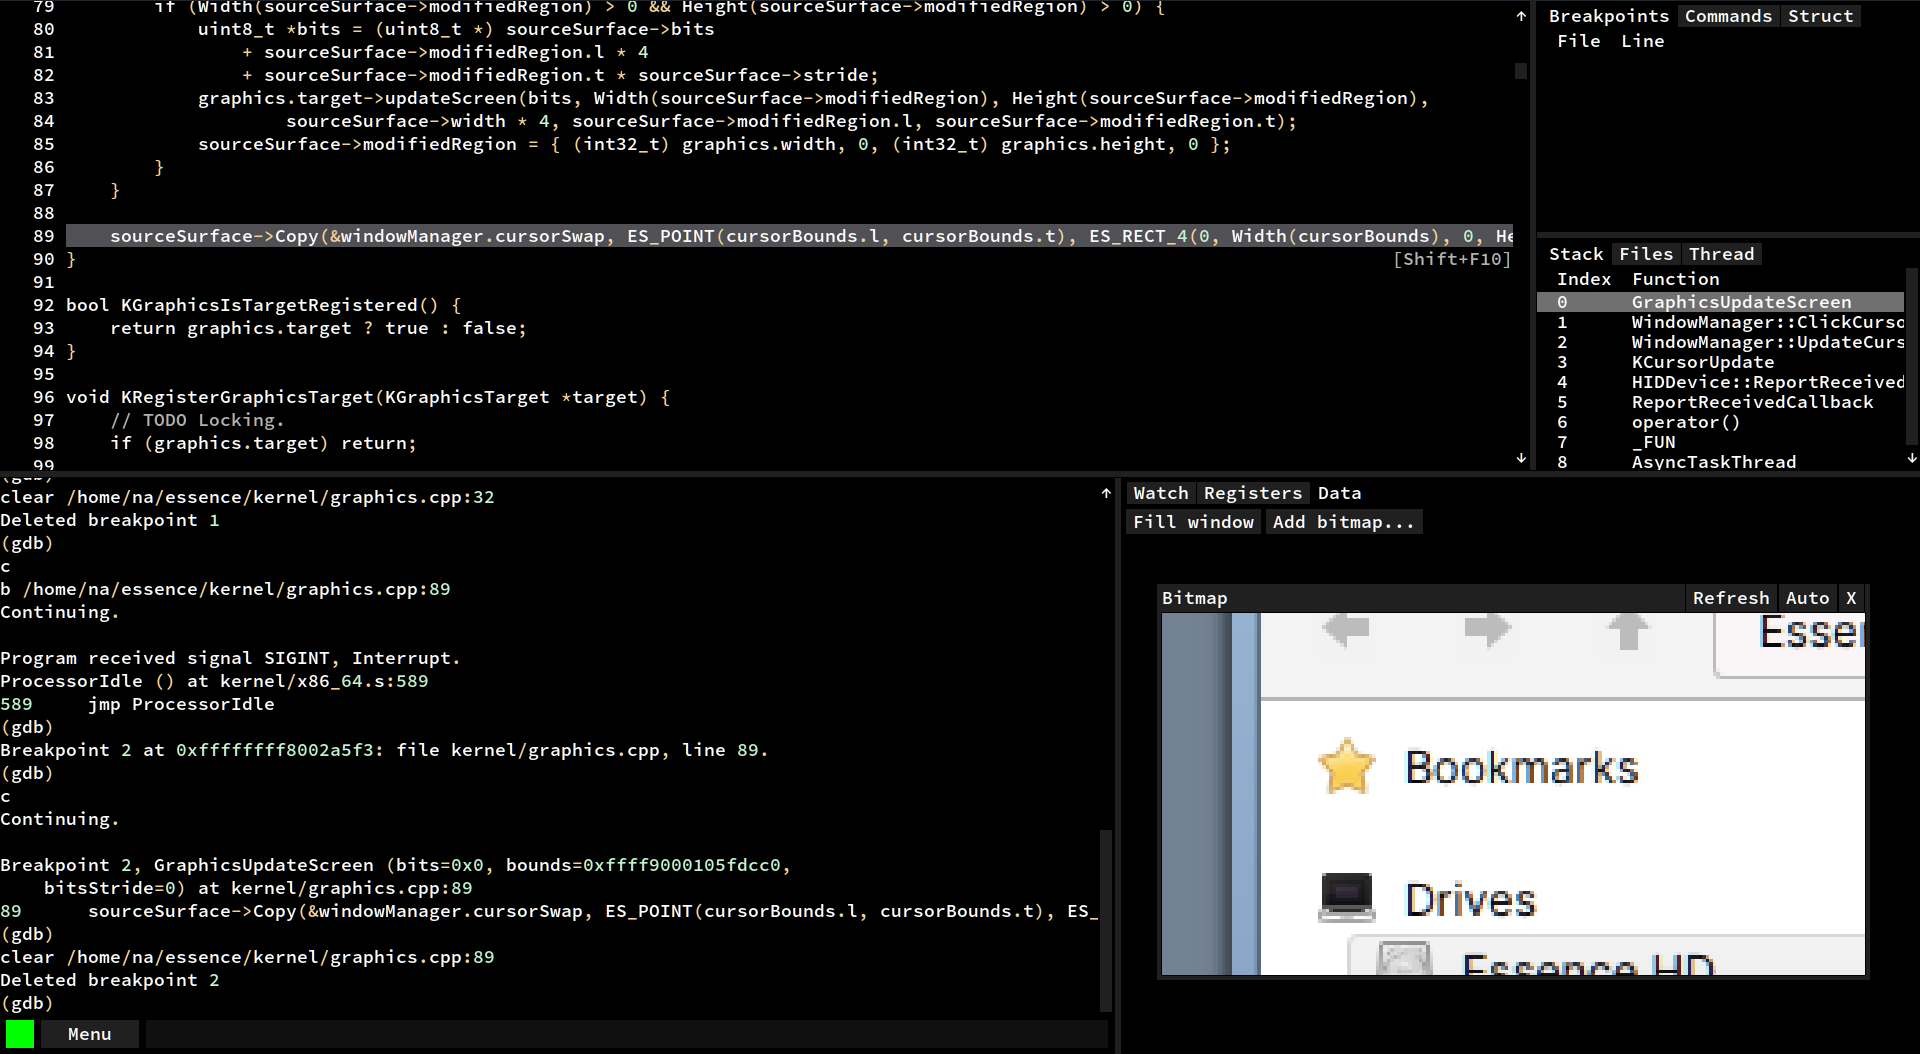 79 if (Width(sourceSurface->modifiedRegion) > 0 && Height(sourceSurface->modifiedRegion) > 0) {
80 uint8_t *bits = (uint8_t *) sourceSurface->bits
81 + sourceSurface->modifiedRegion.l * 4
82 + sourceSurface->modifiedRegion.t * sourceSurface->stride;
83 graphics.target->updateScreen(bits, Width(sourceSurface->modifiedRegion), Height(sourceSurface->modifiedRegion),
84 sourceSurface->width * 4, sourceSurface->modifiedRegion.l, sourceSurface->modifiedRegion.t);
85 sourceSurface->modifiedRegion = { (int32_t) graphics.width, 0, (int32_t) graphics.height, 0 };
86 }
87 }
88
89 sourceSurface->Copy(&windowManager.cursorSwap, ES_POINT(cursorBounds.l, cursorBounds.t), ES_RECT_4(0, Width(cursorBounds), 0, He
90 } [Shift+F10]
91
92 bool KGraphicsIsTargetRegistered() {
93 return graphics.target ? true : false;
94 }
95
96 void KRegisterGraphicsTarget(KGraphicsTarget *target) {
97 // TODO Locking.
98 if (graphics.target) return;
99
Breakpoints Commands Struct
File Line
Stack Files Thread
Index Function
0 GraphicsUpdateScreen
1 WindowManager::ClickCurso
2 WindowManager::UpdateCurs
3 KCursorUpdate
4 HIDDevice::ReportReceived
5 ReportReceivedCallback
6 operator()
7 _FUN
8 AsyncTaskThread
(gdb)
clear /home/na/essence/kernel/graphics.cpp:32
Deleted breakpoint 1
(gdb)
c
b /home/na/essence/kernel/graphics.cpp:89
Continuing.
Program received signal SIGINT, Interrupt.
ProcessorIdle () at kernel/x86_64.s:589
589 jmp ProcessorIdle
(gdb)
Breakpoint 2 at 0xffffffff8002a5f3: file kernel/graphics.cpp, line 89.
(gdb)
c
Continuing.
Breakpoint 2, GraphicsUpdateScreen (bits=0x0, bounds=0xffff9000105fdcc0,
bitsStride=0) at kernel/graphics.cpp:89
89 sourceSurface->Copy(&windowManager.cursorSwap, ES_POINT(cursorBounds.l, cursorBounds.t), ES_
(gdb)
clear /home/na/essence/kernel/graphics.cpp:89
Deleted breakpoint 2
(gdb)
Menu
Watch Registers Data
Fill window Add bitmap...
Bitmap Refresh Auto X
Esser
Bookmarks
Drives
Essence HD